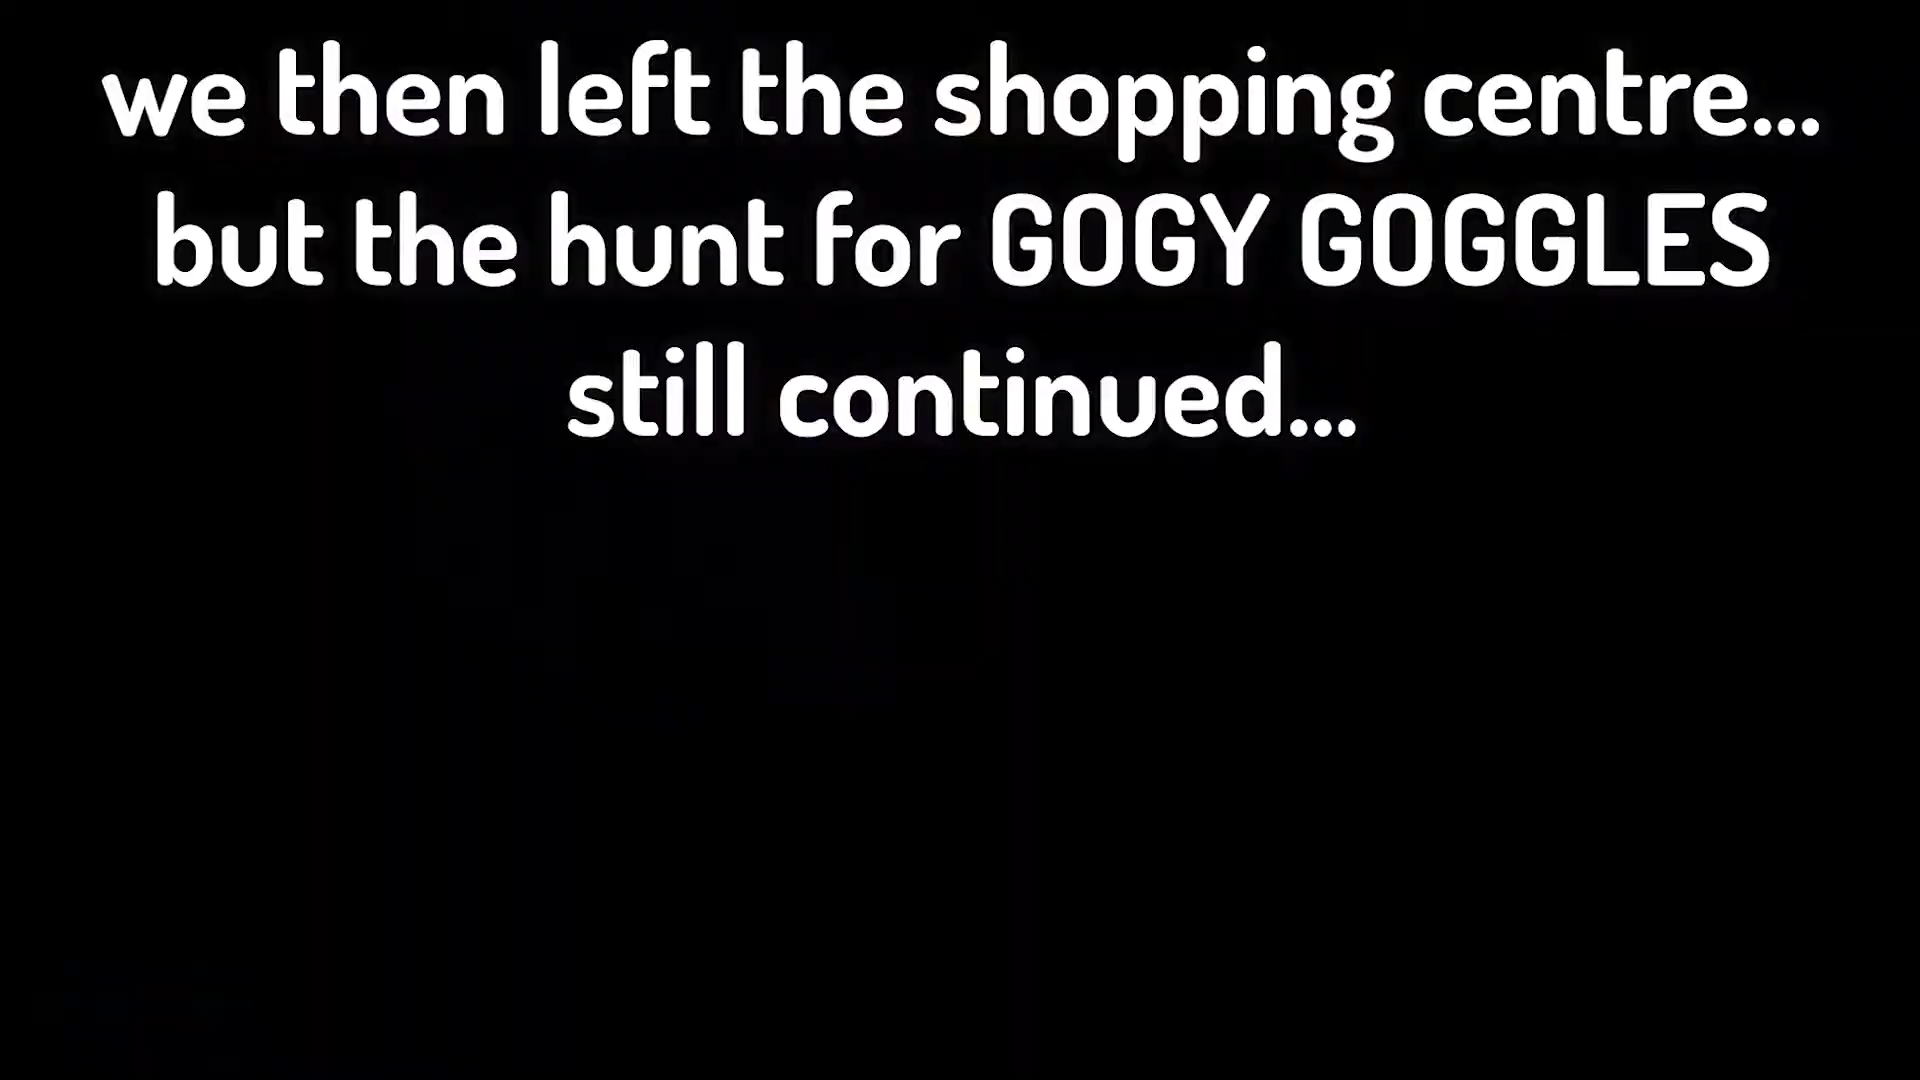 we then left the shopping centre...
but the hunt for GOGY GOGGLES
still continued...